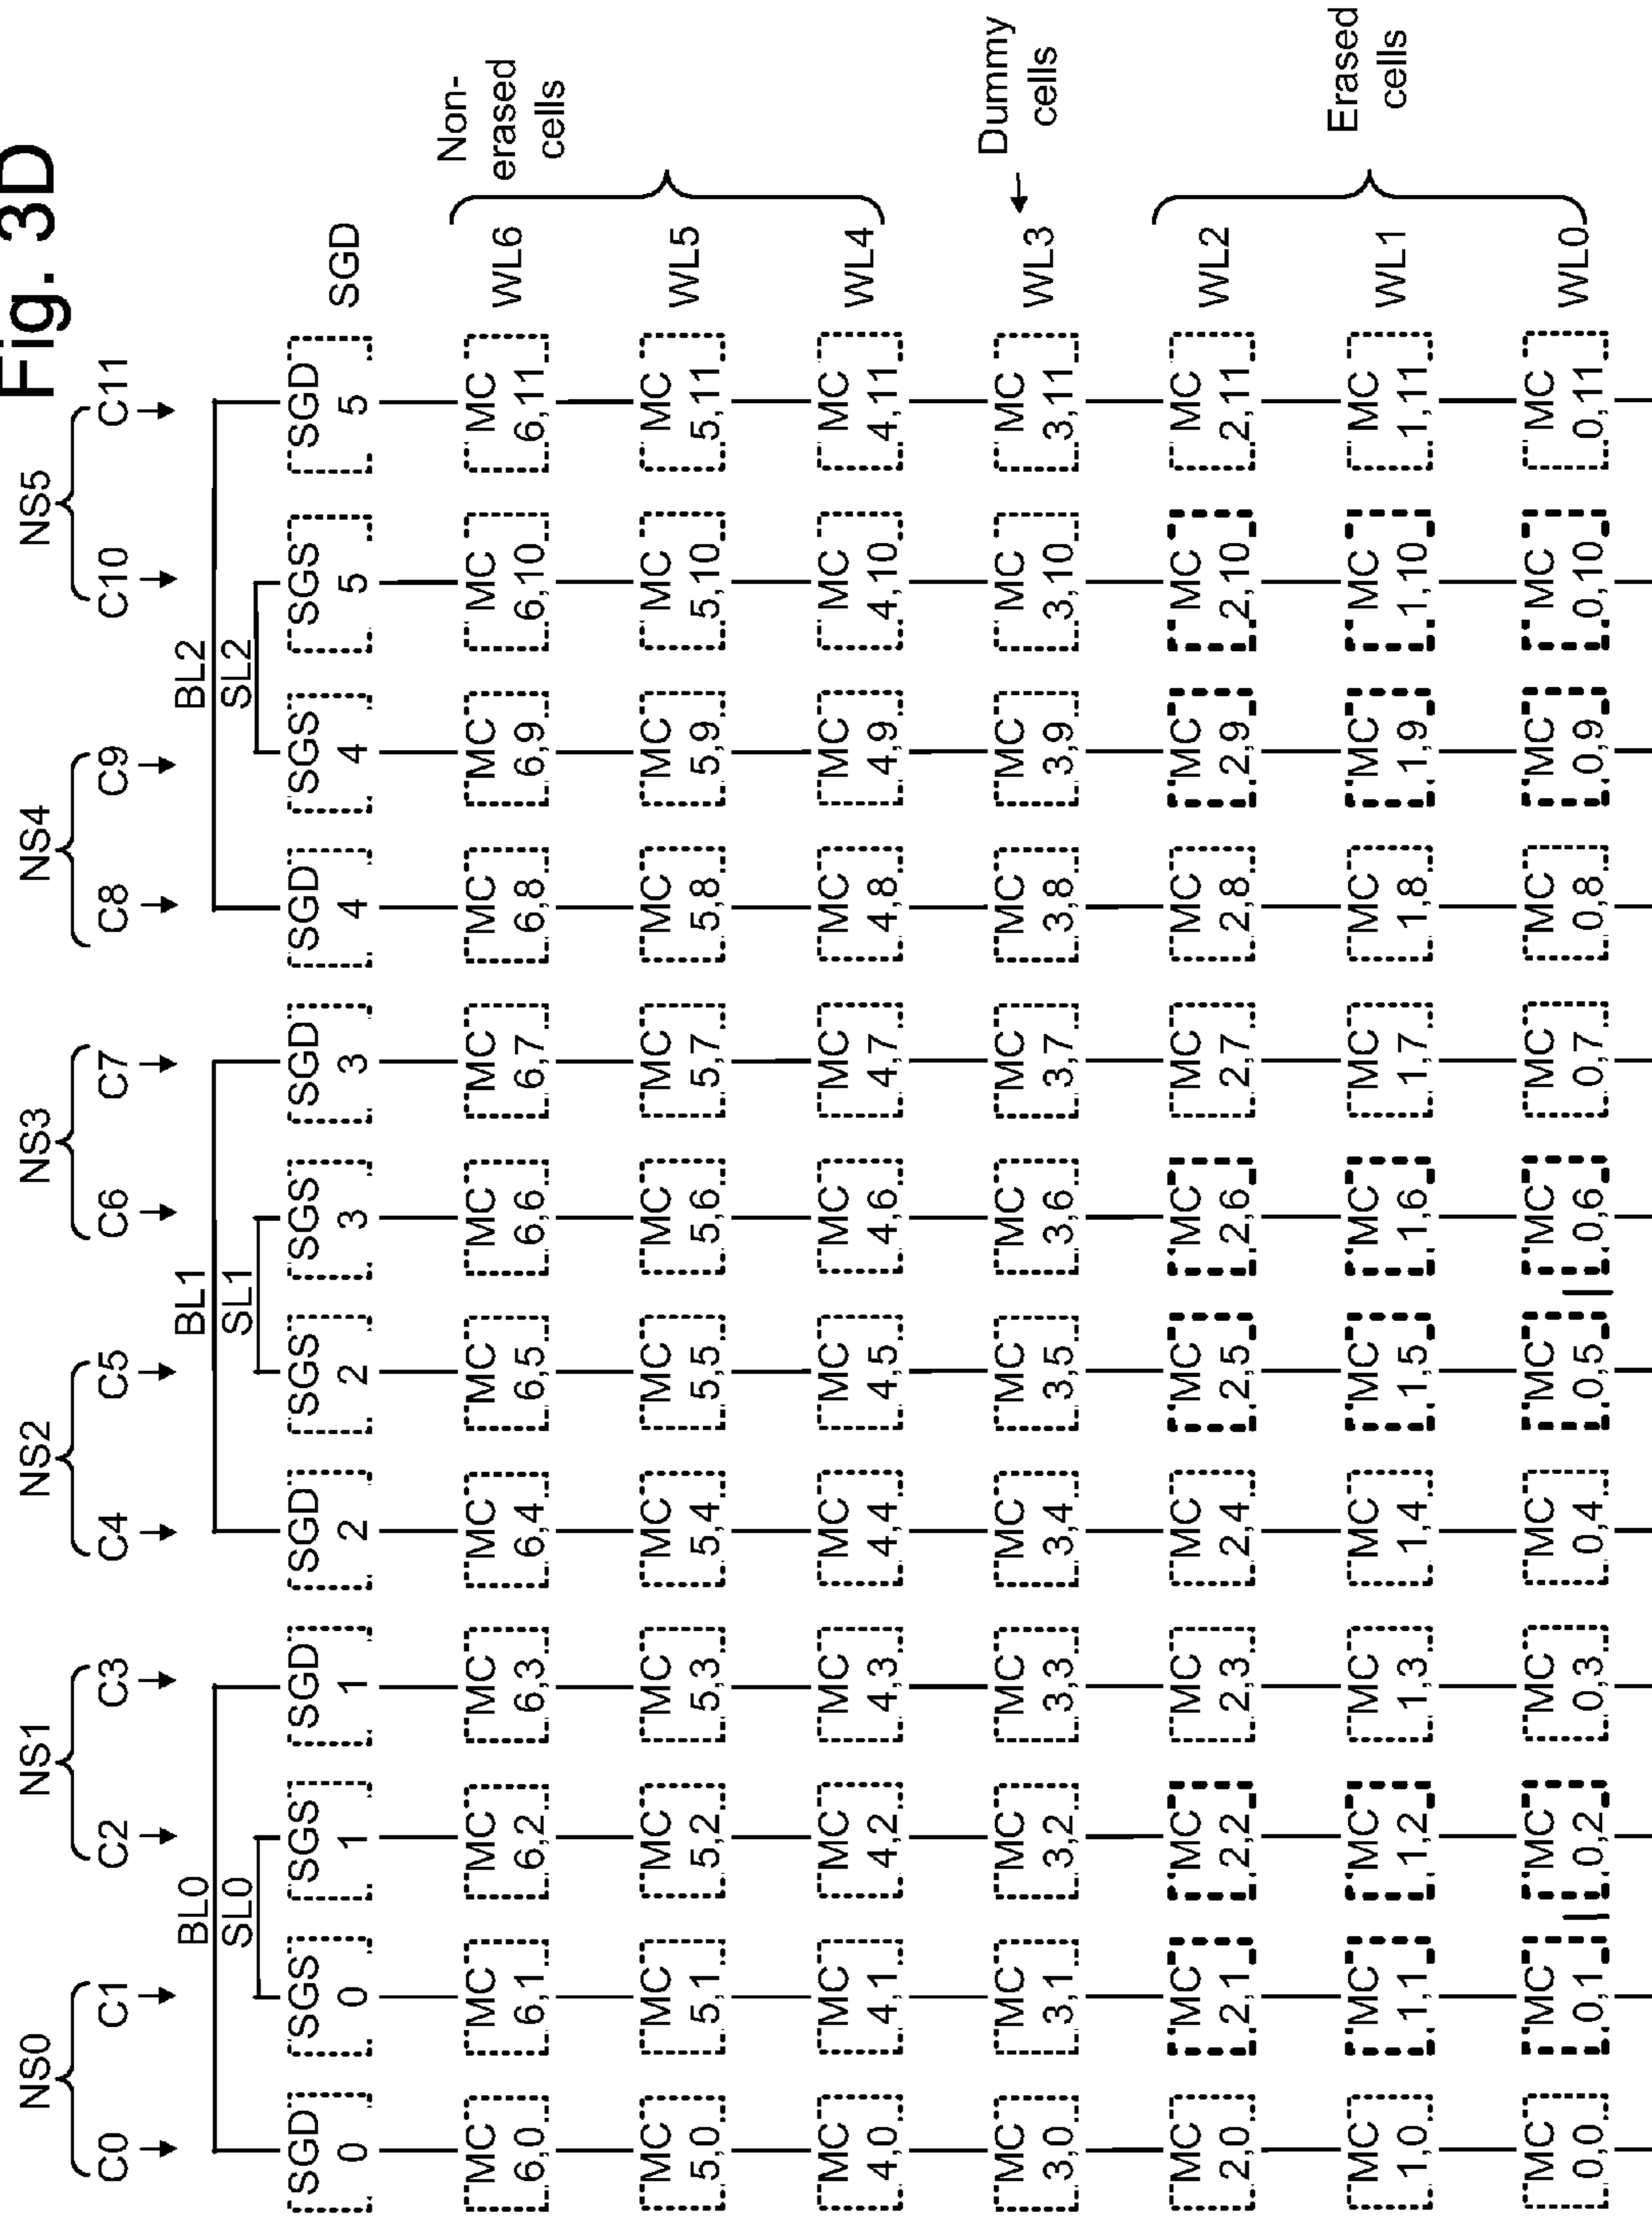 Fig. 3D
NS0 NS1 NS2 NS3 NS4 NS5
C0 C1 C2 C3 C4 C5 C6 C7 C8 C9 C10 C11
BL0 BL1 BL2
SL0 SL1 SL2
SGD SGS SGS SGD SGD SGS SGS SGD SGD SGS SGS SGD SGD
0 0 1 1 2 2 3 3 4 4 5 5
MC MC MC MC MC MC MC MC MC MC MC MC WL6
6,0 6,1 6,2 6,3 6,4 6,5 6,6 6,7 6,8 6,9 6,10 6,11
Non-
erased
cells
MC MC MC MC MC MC MC MC MC MC MC MC WL5
5,0 5,1 5,2 5,3 5,4 5,5 5,6 5,7 5,8 5,9 5,10 5,11
MC MC MC MC MC MC MC MC MC MC MC MC WL4
4,0 4,1 4,2 4,3 4,4 4,5 4,6 4,7 4,8 4,9 4,10 4,11
MC MC MC MC MC MC MC MC MC MC MC MC WL3
3,0 3,1 3,2 3,3 3,4 3,5 3,6 3,7 3,8 3,9 3,10 3,11
Dummy
cells
MC MC MC MC MC MC MC MC MC MC MC MC WL2
2,0 2,1 2,2 2,3 2,4 2,5 2,6 2,7 2,8 2,9 2,10 2,11
MC MC MC MC MC MC MC MC MC MC MC MC WL1
1,0 1,1 1,2 1,3 1,4 1,5 1,6 1,7 1,8 1,9 1,10 1,11
Erased
cells
MC MC MC MC MC MC MC MC MC MC MC MC WL0
0,0 0,1 0,2 0,3 0,4 0,5 0,6 0,7 0,8 0,9 0,10 0,11